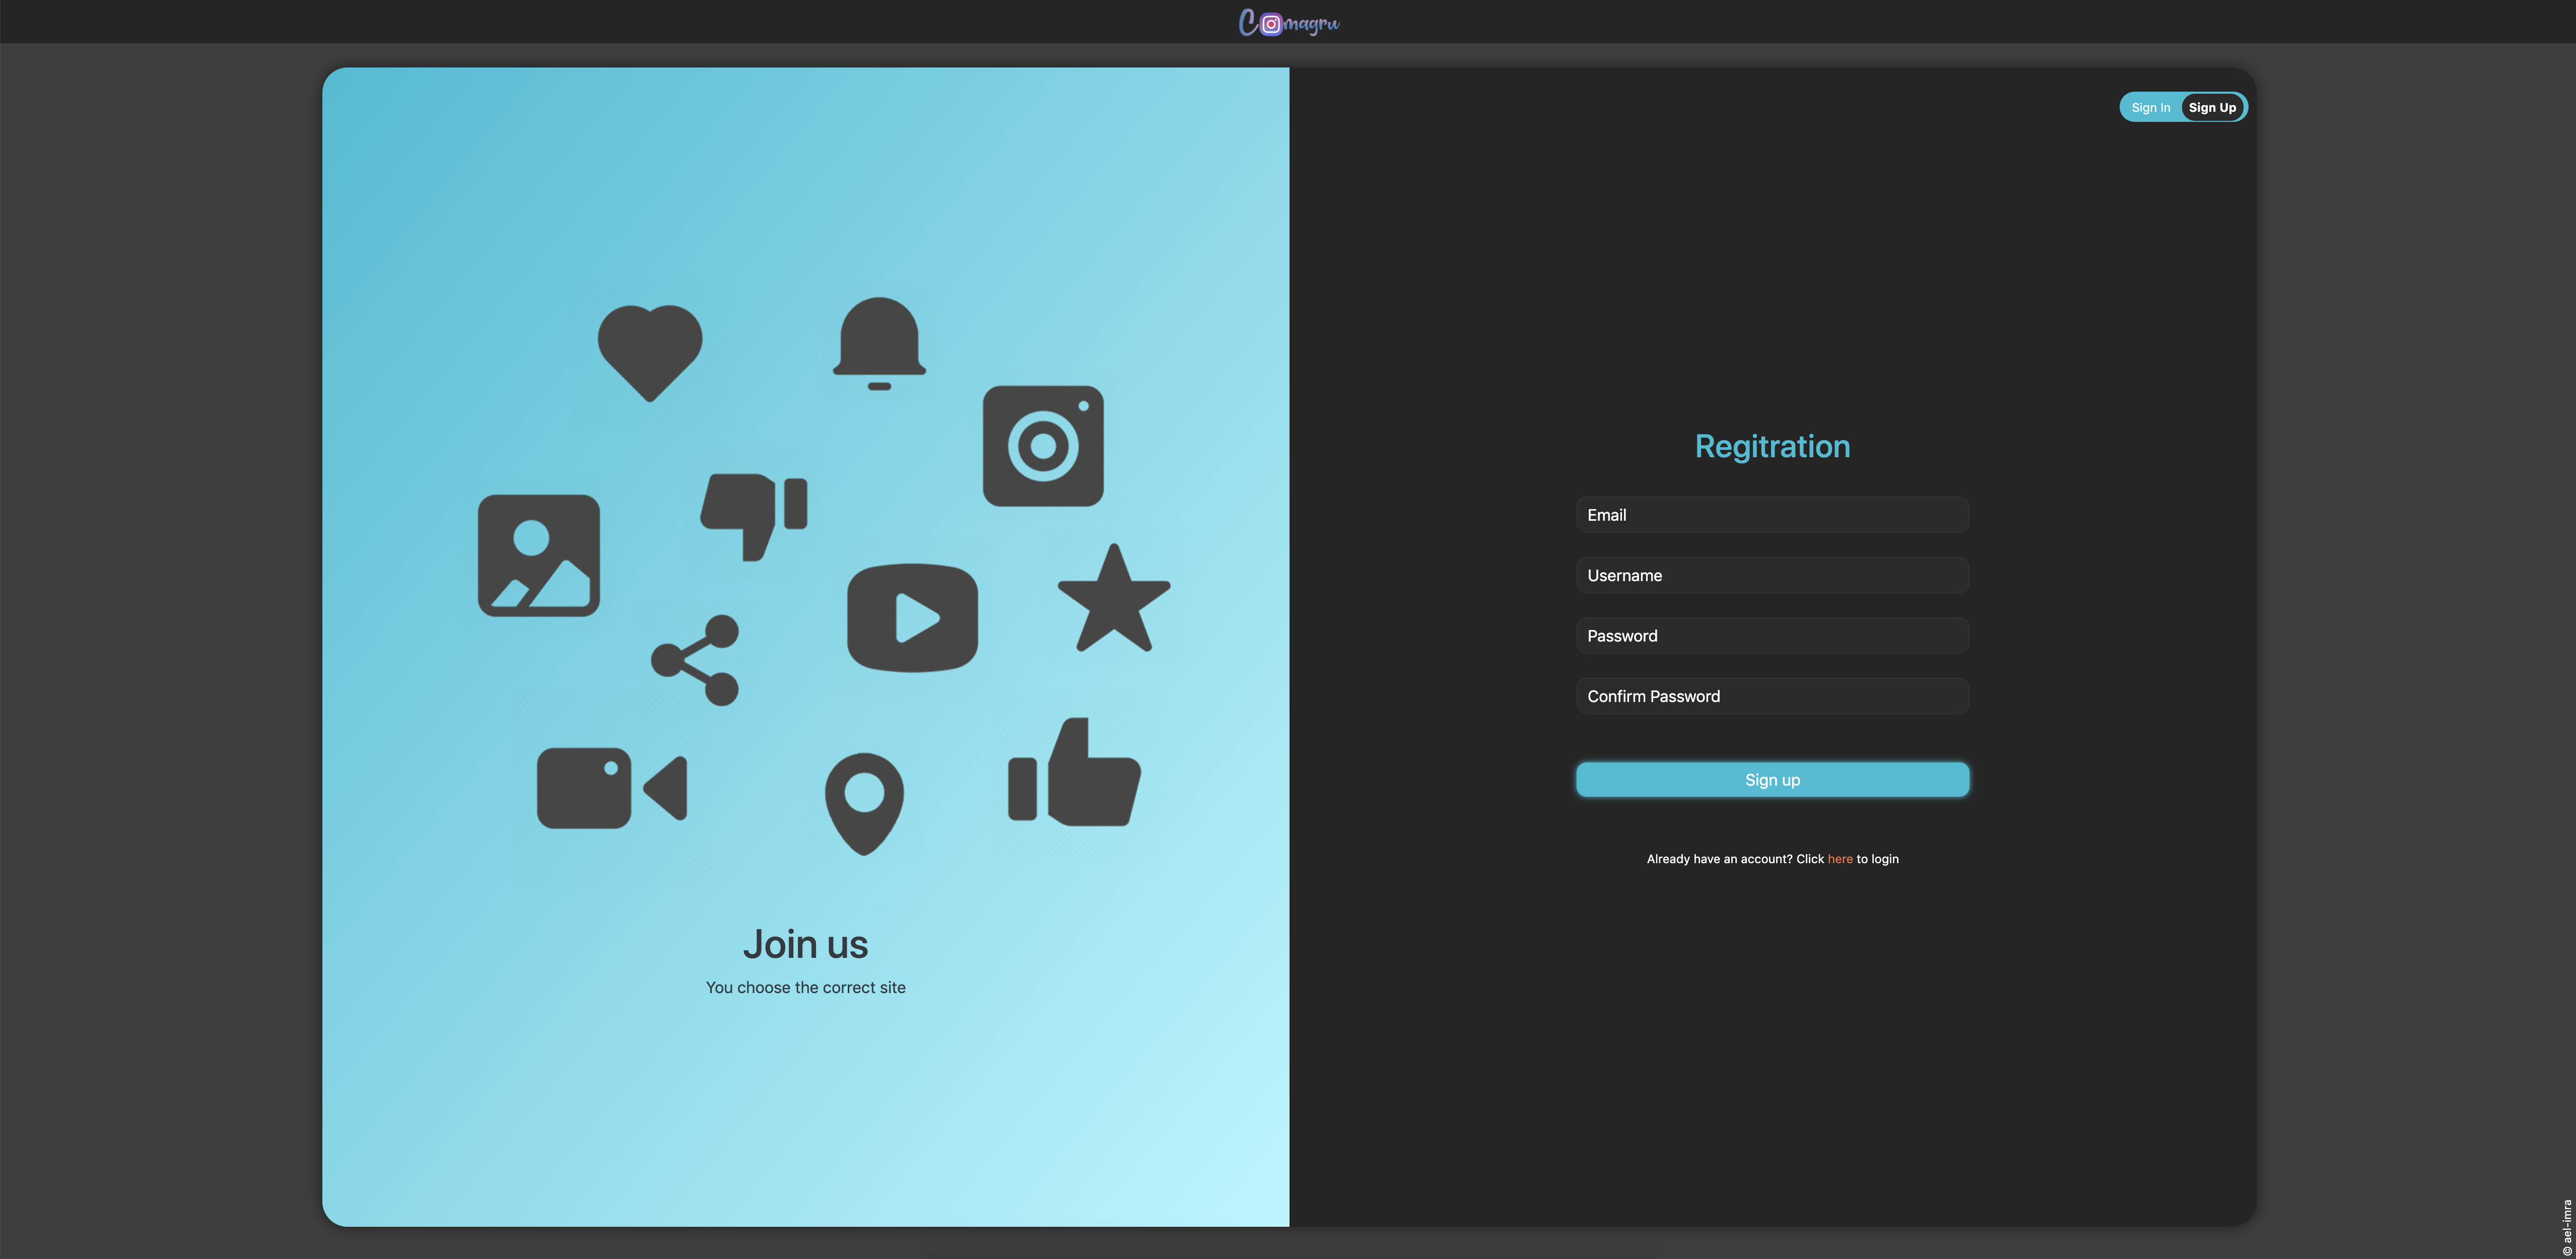 Comagru
Sign In
Sign Up
Regitration
Email
Username
Password
Confirm Password
Sign up
Already have an account? Click here to login
Join us
You choose the correct site
© ael-imra